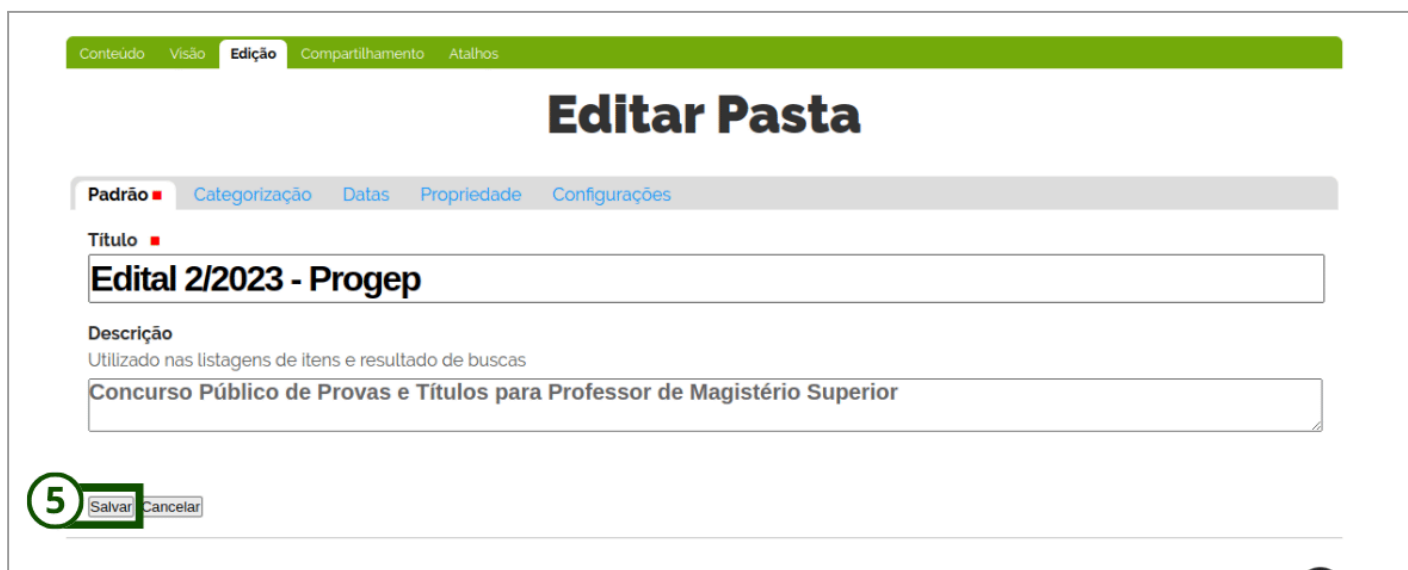 Conteúdo Visão Edição Compartilhamento Atalhos
Editar Pasta
Padrão Categorização Datas Propriedade Configurações
Título
Edital 2/2023 - Progep
Descrição
Utilizado nas listagens de itens e resultado de buscas
Concurso Público de Provas e Títulos para Professor de Magistério Superior
5 Salvar Cancelar